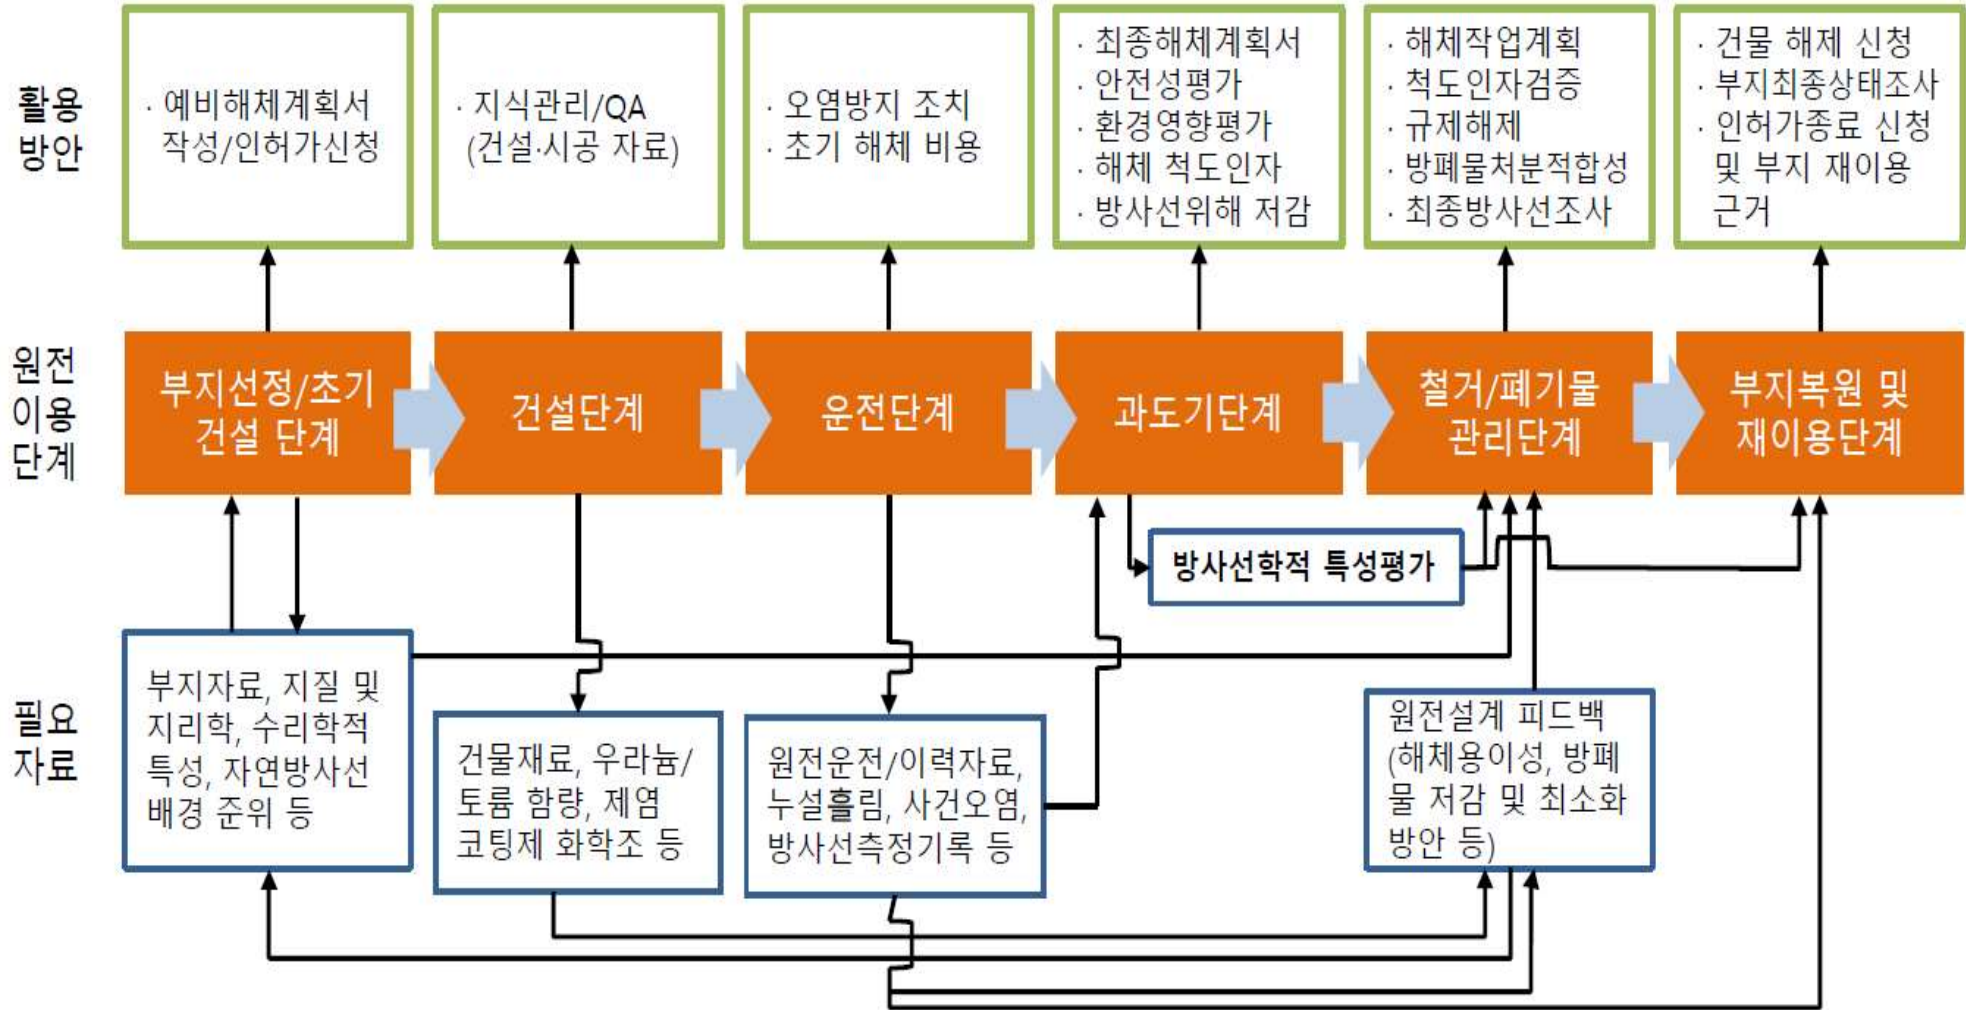 활용
방안
· 예비해체계획서
작성/인허가신청
· 지식관리/QA
(건설·시공 자료)
· 오염방지 조치
· 초기 해체 비용
· 최종해체계획서
· 안전성평가
· 환경영향평가
· 해체 척도인자
· 방사선위해 저감
· 해체작업계획
· 척도인자검증
· 규제해제
· 방폐물처분적합성
· 최종방사선조사
· 건물 해제 신청
· 부지최종상태조사
· 인허가종료 신청
및 부지 재이용
근거
원전
이용
단계
부지선정/초기
건설 단계
건설단계
운전단계
과도기단계
철거/폐기물
관리단계
부지복원 및
재이용단계
방사선학적 특성평가
필요
자료
부지자료, 지질 및
지리학, 수리학적
특성, 자연방사선
배경 준위 등
건물재료, 우라늄/
토륨 함량, 제염
코팅제 화학조 등
원전운전/이력자료,
누설흘림, 사건오염,
방사선측정기록 등
원전설계 피드백
(해체용이성, 방폐
물 저감 및 최소화
방안 등)